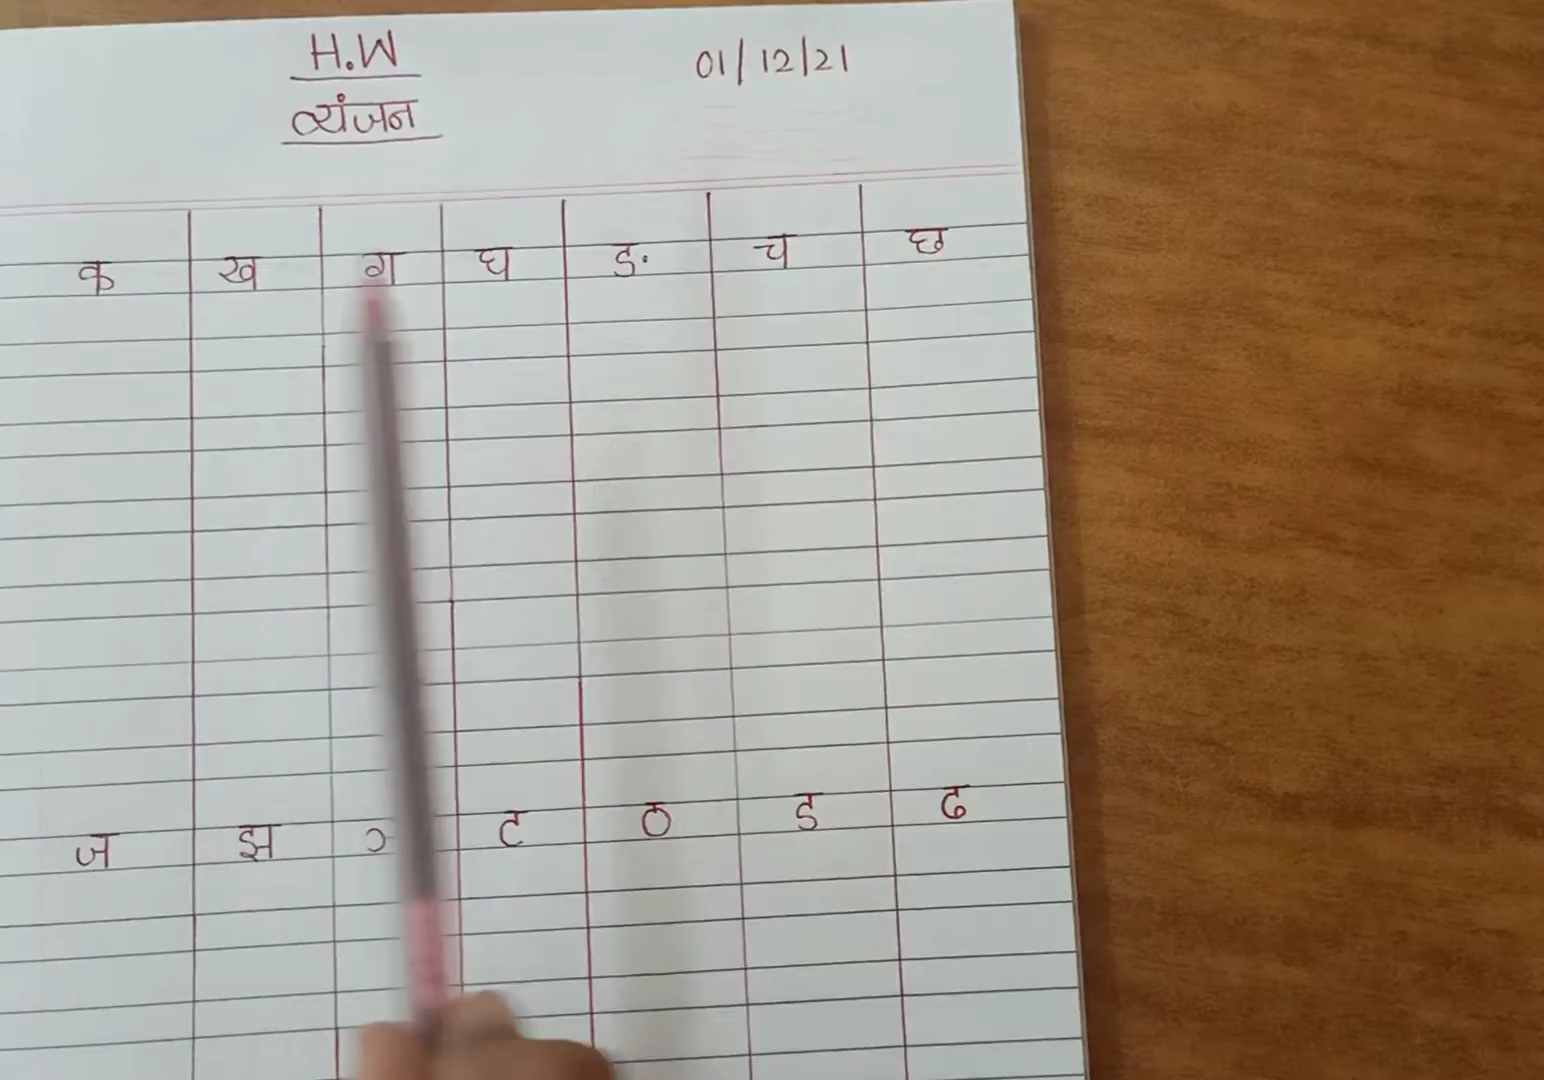 H.W
01/12/21
व्यंजन
क ख ग घ ङ च छ
ज झ ट ठ ड ढ